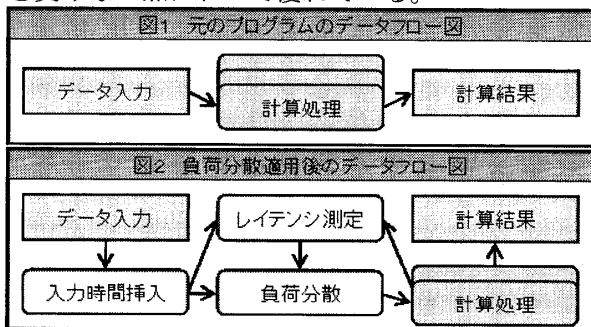 図1 元のプログラムのデータフロー図
データ入力
計算処理
計算結果
図2 負荷分散適用後のデータフロー図
データ入力
レイテンシ測定
計算結果
入力時間挿入
負荷分散
計算処理